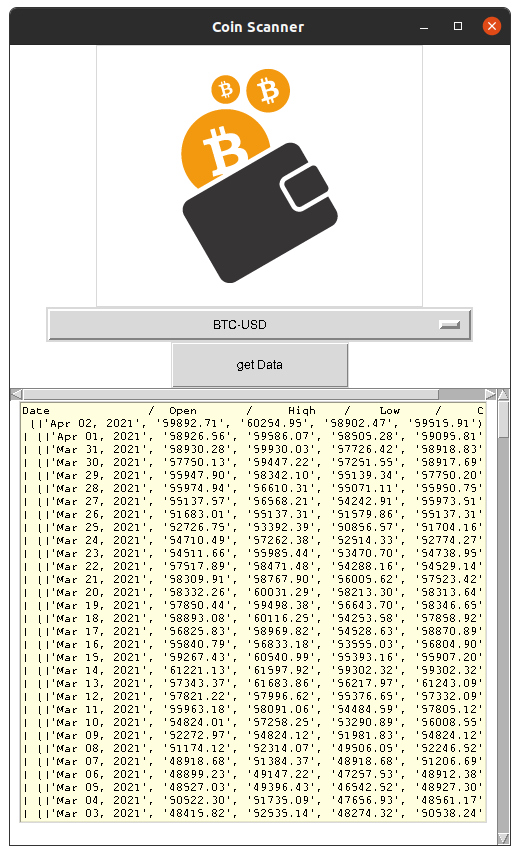 Coin Scanner
BTC-USD
get Data
Date / Open / High / Low / C
[['Apr 02, 2021', '59892.71', '60254.95', '58902.47', '59515.91')
| [['Apr 01, 2021', '58926.56', '59586.07', '58505.28', '59095.81'
| [['Mar 31, 2021', '58930.28', '59930.03', '57726.42', '58918.83'
| [['Mar 30, 2021', '57750.13', '59447.22', '57251.55', '58917.69'
| [['Mar 29, 2021', '55947.90', '58342.10', '55139.34', '57750.20'
| [['Mar 28, 2021', '55974.94', '56610.31', '55071.11', '55950.75'
| [['Mar 27, 2021', '55137.57', '56568.21', '54242.91', '55973.51'
| [['Mar 26, 2021', '51683.01', '55137.31', '51579.86', '55137.31'
| [['Mar 25, 2021', '52726.75', '53392.39', '50856.57', '51704.16'
| [['Mar 24, 2021', '54710.49', '57262.38', '52514.33', '52774.27'
| [['Mar 23, 2021', '54511.66', '55985.44', '53470.70', '54738.95'
| [['Mar 22, 2021', '57517.89', '58471.48', '54288.16', '54529.14'
| [['Mar 21, 2021', '58309.91', '58767.90', '56005.62', '57523.42'
| [['Mar 20, 2021', '58332.26', '60031.29', '58213.30', '58313.64'
| [['Mar 19, 2021', '57850.44', '59498.38', '56643.70', '58346.65'
| [['Mar 18, 2021', '58893.08', '60116.25', '54253.58', '57858.92'
| [['Mar 17, 2021', '56825.83', '58969.82', '54528.63', '58870.89'
| [['Mar 16, 2021', '55840.79', '56833.18', '53555.03', '56804.90'
| [['Mar 15, 2021', '59267.43', '60540.99', '55393.16', '55907.20'
| [['Mar 14, 2021', '61221.13', '61597.92', '59302.32', '59302.32'
| [['Mar 13, 2021', '57343.37', '61683.86', '56217.97', '61243.09'
| [['Mar 12, 2021', '57821.22', '57996.62', '55376.65', '57332.09'
| [['Mar 11, 2021', '55963.18', '58091.06', '54484.59', '57805.12'
| [['Mar 10, 2021', '54824.01', '57258.25', '53290.89', '56008.55'
| [['Mar 09, 2021', '52272.97', '54824.12', '51981.83', '54824.12'
| [['Mar 08, 2021', '51174.12', '52314.07', '49506.05', '52246.52'
| [['Mar 07, 2021', '48918.68', '51384.37', '48918.68', '51206.69'
| [['Mar 06, 2021', '48899.23', '49147.22', '47257.53', '48912.38'
| [['Mar 05, 2021', '48527.03', '49396.43', '46542.52', '48927.30'
| [['Mar 04, 2021', '50522.30', '51735.09', '47656.93', '48561.17'
| [['Mar 03, 2021', '48415.82', '52535.14', '48274.32', '50538.24'